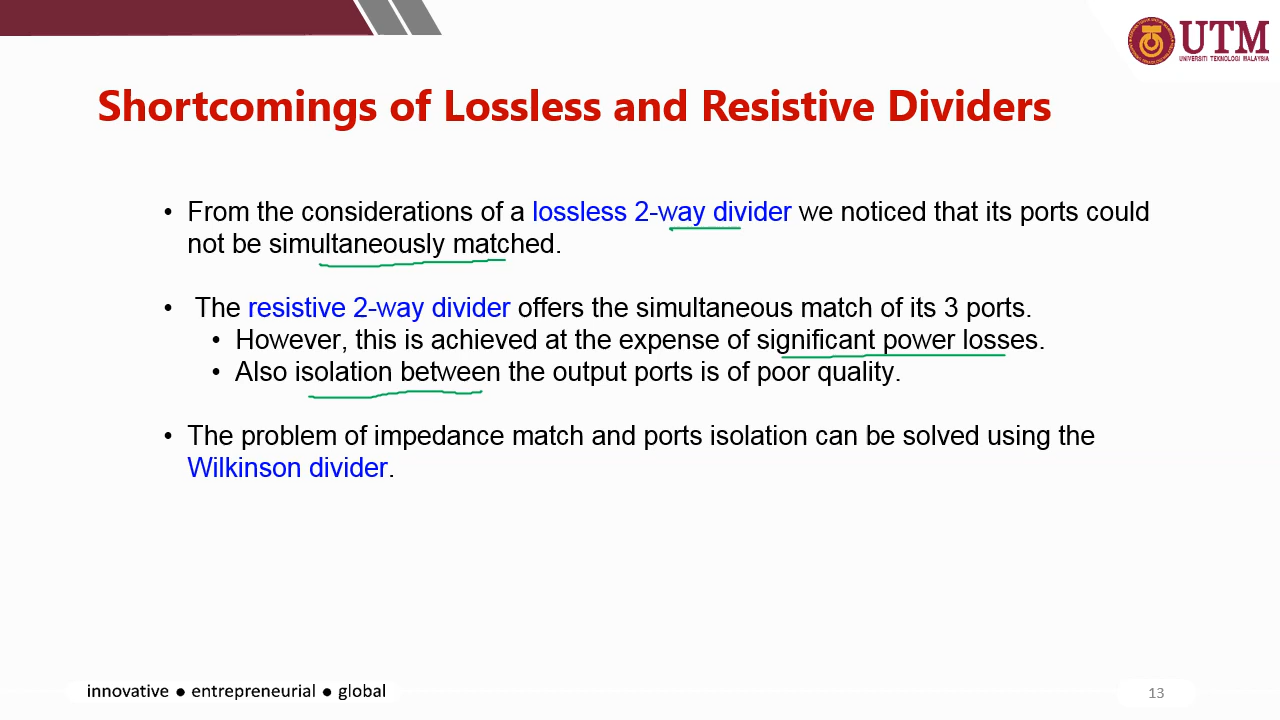 UTM
UNIVERSITI TEKNOLOGI MALAYSIA
Shortcomings of Lossless and Resistive Dividers
• From the considerations of a lossless 2-way divider we noticed that its ports could
not be simultaneously matched.
• The resistive 2-way divider offers the simultaneous match of its 3 ports.
• However, this is achieved at the expense of significant power losses.
• Also isolation between the output ports is of poor quality.
• The problem of impedance match and ports isolation can be solved using the
Wilkinson divider.
innovative ● entrepreneurial ● global
13